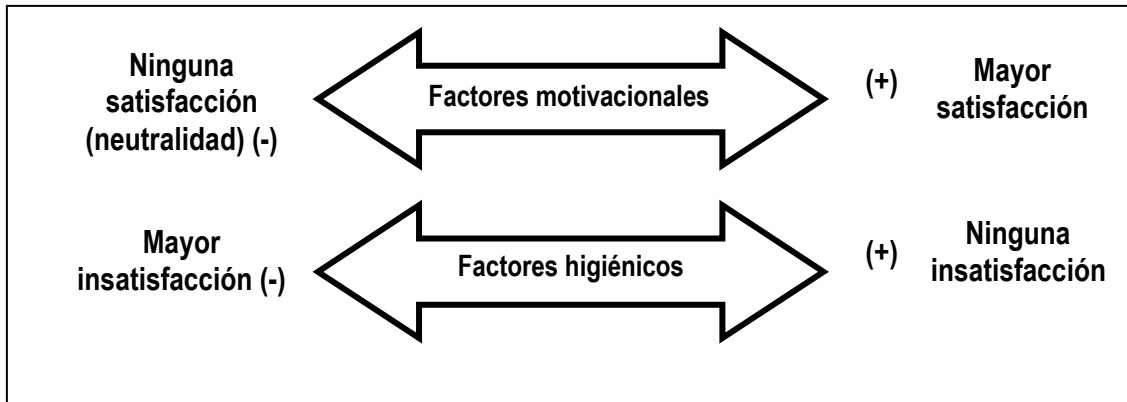 Ninguna
satisfacción
(neutralidad) (-)
Factores motivacionales
(+) Mayor
satisfacción
Mayor
insatisfacción (-)
Factores higiénicos
(+) Ninguna
insatisfacción